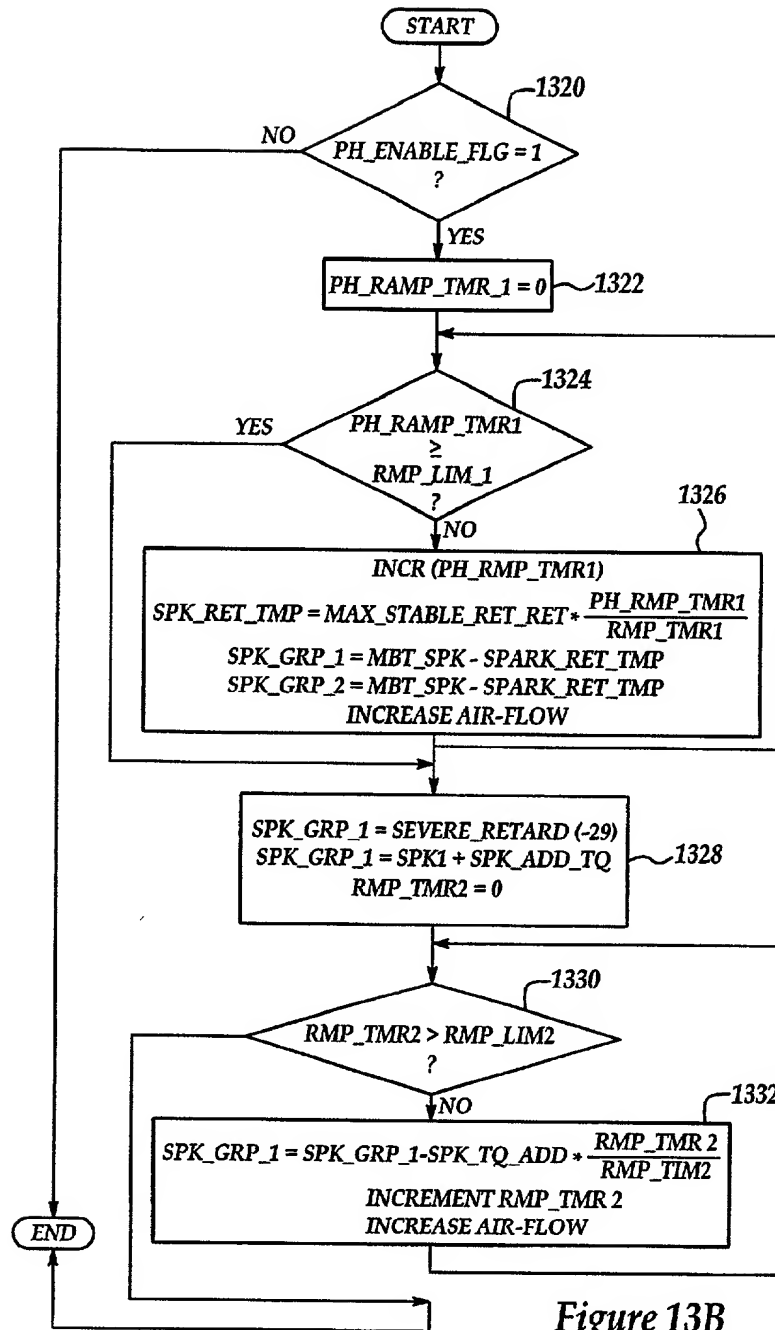 START
1320
NO
PH_ENABLE_FLG = 1
?
YES
PH_RAMP_TMR_1 = 0
1322
1324
YES
PH_RAMP_TMR1
≥
RMP_LIM_1
?
NO
1326
INCR (PH_RMP_TMR1)
SPK_RET_TMP = MAX_STABLE_RET_RET * PH_RMP_TMR1 / RMP_TMR1
SPK_GRP_1 = MBT_SPK - SPARK_RET_TMP
SPK_GRP_2 = MBT_SPK - SPARK_RET_TMP
INCREASE AIR-FLOW
SPK_GRP_1 = SEVERE_RETARD (-29)
SPK_GRP_1 = SPK1 + SPK_ADD_TQ
RMP_TMR2 = 0
1328
1330
RMP_TMR2 > RMP_LIM2
?
NO
1332
SPK_GRP_1 = SPK_GRP_1-SPK_TQ_ADD * RMP_TMR 2 / RMP_TIM2
INCREMENT RMP_TMR 2
INCREASE AIR-FLOW
END
Figure 13B